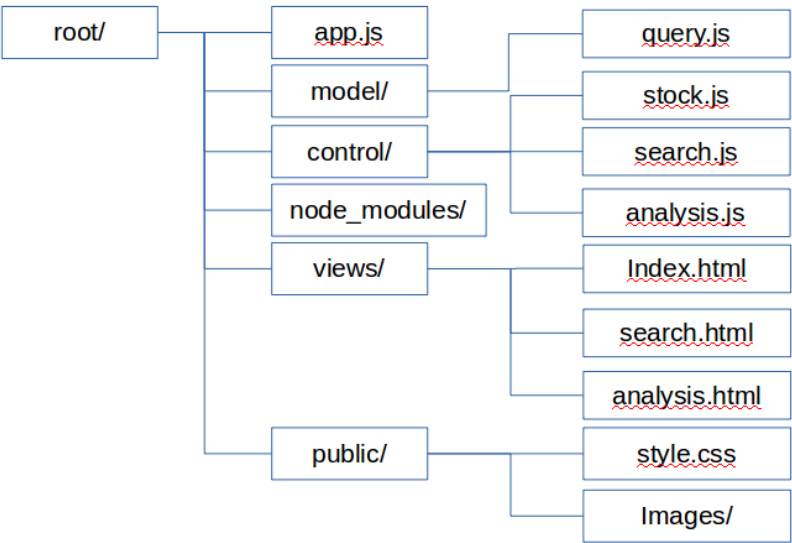 root/
app.js
model/
control/
node_modules/
views/
public/
query.js
stock.js
search.js
analysis.js
Index.html
search.html
analysis.html
style.css
Images/